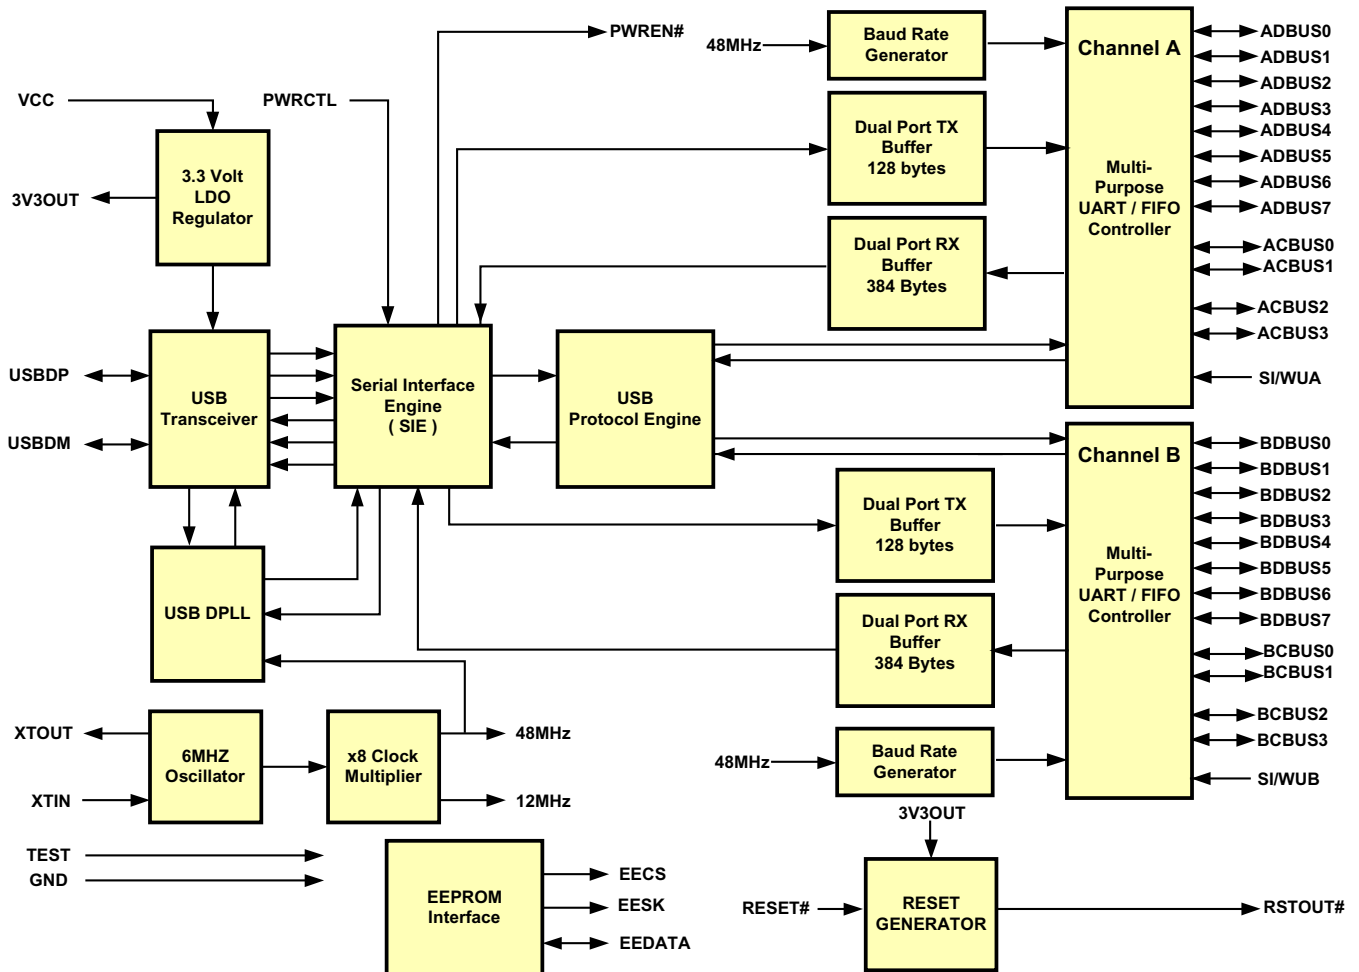 PWREN#
48MHz
Baud Rate
Generator
Channel A
ADBUS0
ADBUS1
ADBUS2
ADBUS3
ADBUS4
ADBUS5
ADBUS6
ADBUS7
ACBUS0
ACBUS1
ACBUS2
ACBUS3
SI/WUA
VCC
PWRCTL
3.3 Volt
LDO
Regulator
3V3OUT
Dual Port TX
Buffer
128 bytes
Multi-
Purpose
UART / FIFO
Controller
Dual Port RX
Buffer
384 Bytes
USBDP
USBDM
USB
Transceiver
Serial Interface
Engine
( SIE )
USB
Protocol Engine
Channel B
BDBUS0
BDBUS1
BDBUS2
BDBUS3
BDBUS4
BDBUS5
BDBUS6
BDBUS7
BCBUS0
BCBUS1
BCBUS2
BCBUS3
SI/WUB
Dual Port TX
Buffer
128 bytes
Multi-
Purpose
UART / FIFO
Controller
USB DPLL
Dual Port RX
Buffer
384 Bytes
XTOUT
XTIN
6MHZ
Oscillator
x8 Clock
Multiplier
48MHz
12MHz
48MHz
Baud Rate
Generator
TEST
GND
EEPROM
Interface
EECS
EESK
EEDATA
3V3OUT
RESET#
RESET
GENERATOR
RSTOUT#